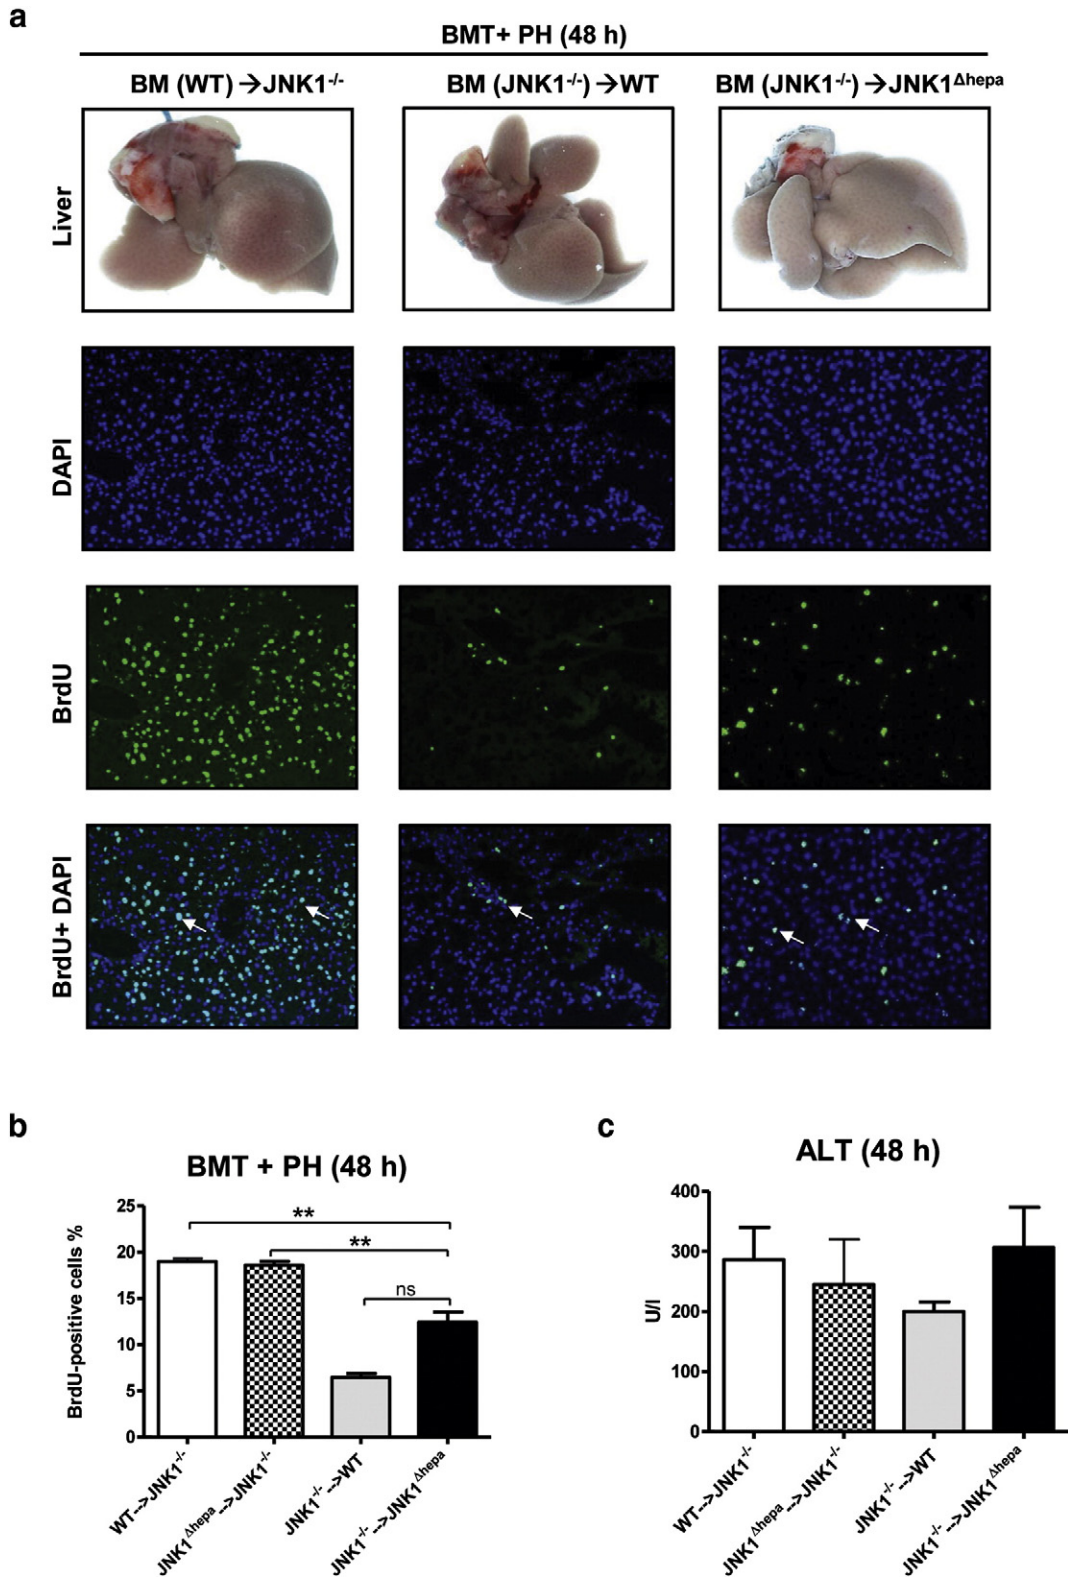 a
BMT+ PH (48 h)
BM (WT) →JNK1-/-
BM (JNK1-/-) →WT
BM (JNK1-/-) →JNK1Δhepa
Liver
DAPI
BrdU
BrdU+ DAPI
b
BMT + PH (48 h)
BrdU-positive cells %
25
20
15
10
5
0
**
**
ns
WT-->JNK1-/-
JNK1Δhepa-->JNK1-/-
JNK1-/--->WT
JNK1-/--->JNK1Δhepa
c
ALT (48 h)
U/l
400
300
200
100
0
WT-->JNK1-/-
JNK1Δhepa-->JNK1-/-
JNK1-/--->WT
JNK1-/--->JNK1Δhepa